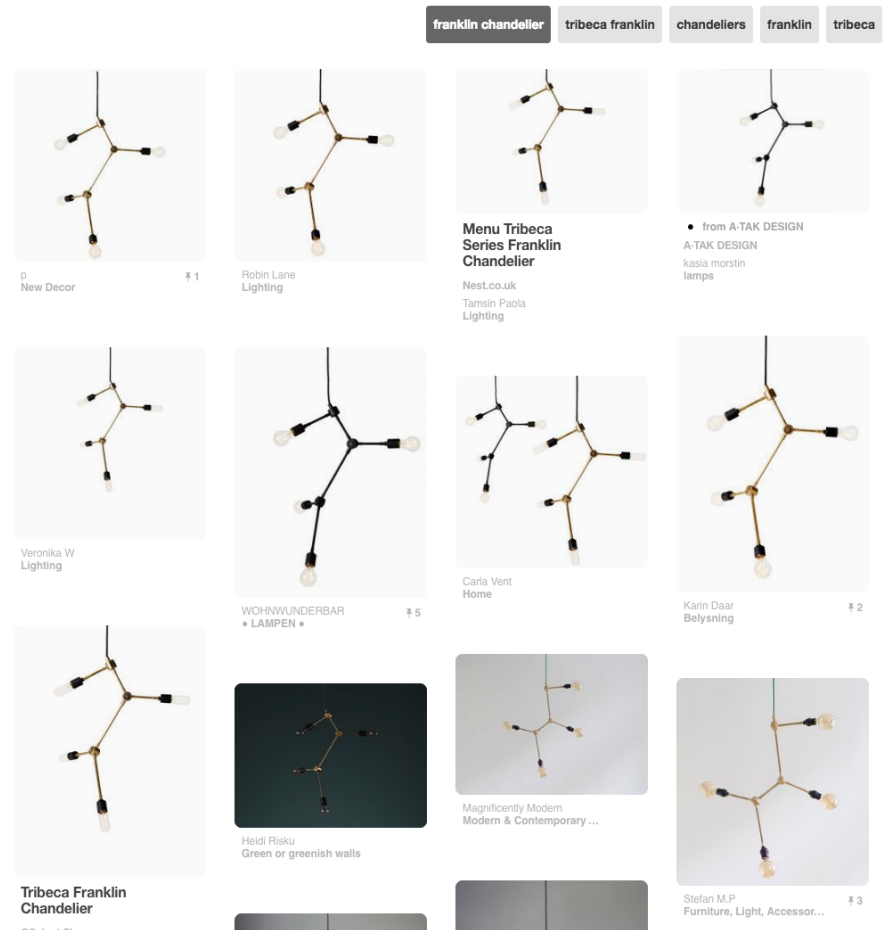 franklin chandelier
tribeca franklin
chandeliers
franklin
tribeca
p
1
New Decor
Robin Lane
Lighting
Menu Tribeca
Series Franklin
Chandelier
Nest.co.uk
Tamsin Paola
Lighting
● from A·TAK DESIGN
A·TAK DESIGN
kasia morstin
lamps
Veronika W
Lighting
WOHNWUNDERBAR
5
● LAMPEN ●
Carla Vent
Home
Karin Daar
2
Belysning
Tribeca Franklin
Chandelier
Heidi Risku
Green or greenish walls
Magnificently Modern
Modern & Contemporary ...
Stefan M.P
3
Furniture, Light, Accessor...